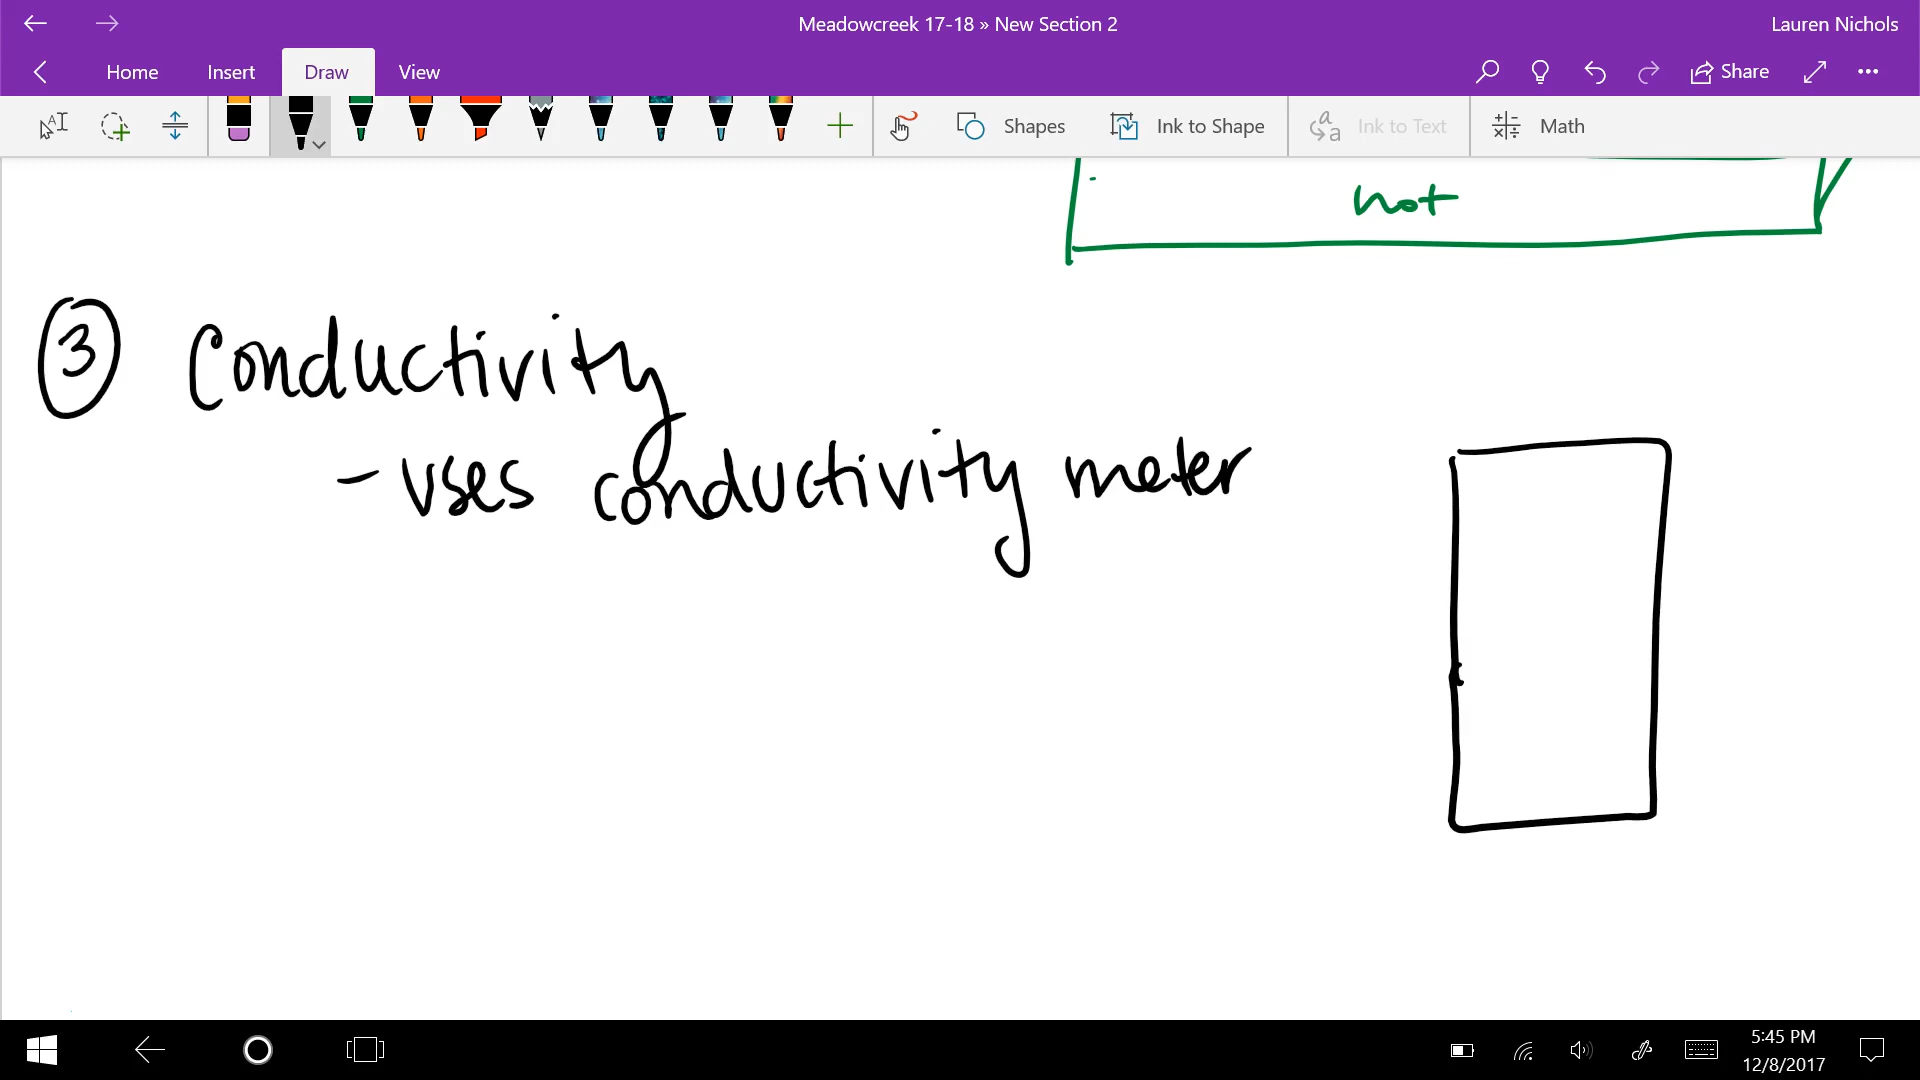 Meadowcreek 17-18 » New Section 2
Lauren Nichols
Home Insert Draw View
Share
Shapes
Ink to Shape
Ink to Text
Math
hot
③ Conductivity
- uses conductivity meter
5:45 PM
12/8/2017